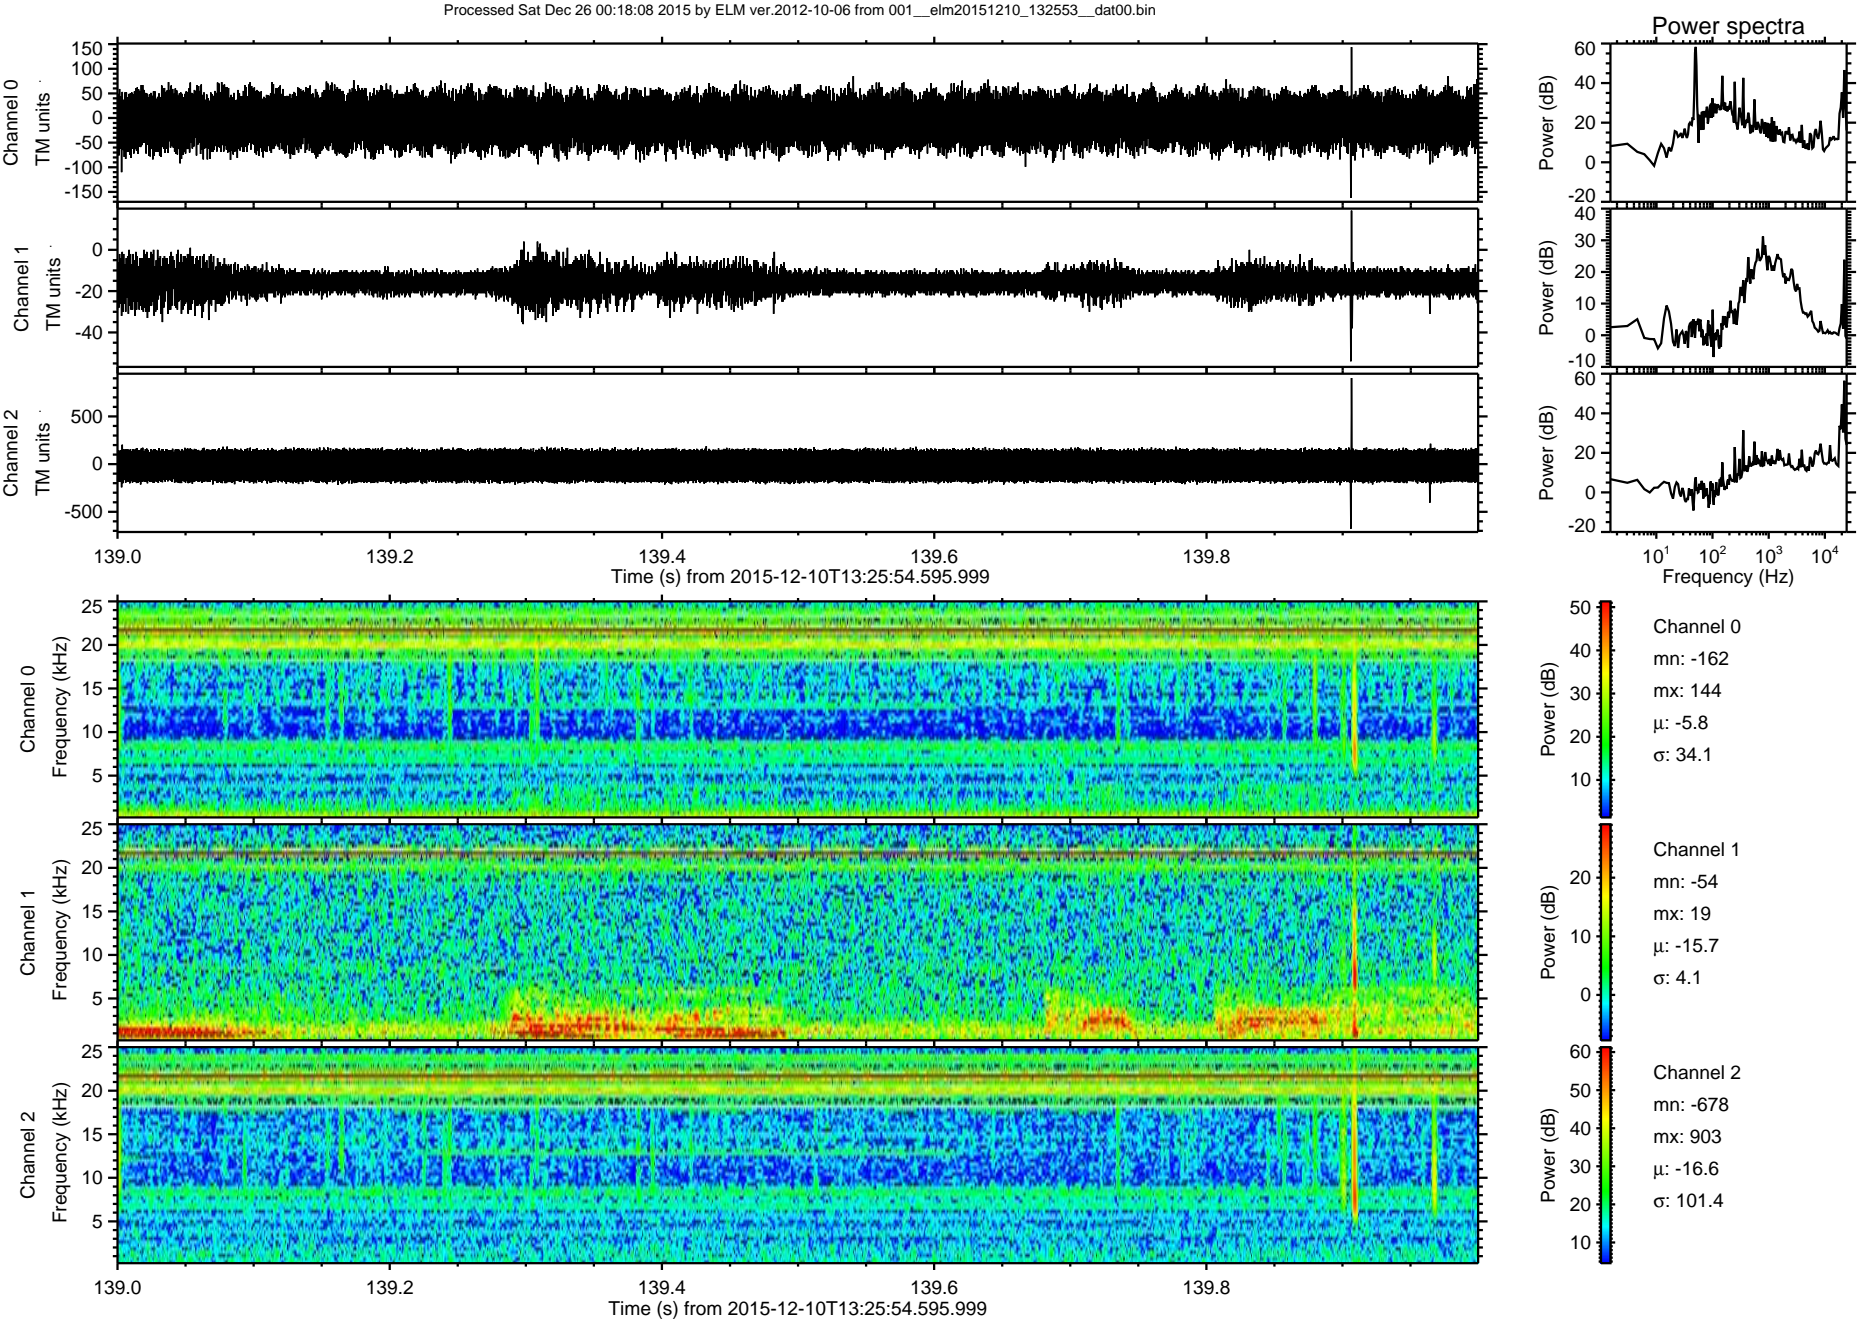 Processed Sat Dec 26 00:18:08 2015 by ELM ver.2012-10-06 from 001__elm20151210_132553__dat00.bin
Power spectra
Channel 0
TM units
150
100
50
0
-50
-100
-150
Power (dB)
60
40
20
0
-20
Channel 1
TM units
0
-20
-40
Power (dB)
40
30
20
10
0
-10
Channel 2
TM units
500
0
-500
Power (dB)
60
40
20
0
-20
139.0 139.2 139.4 139.6 139.8
Time (s) from 2015-12-10T13:25:54.595.999
10¹ 10² 10³ 10⁴
Frequency (Hz)
Channel 0
Frequency (kHz)
25
20
15
10
5
Power (dB)
50
40
30
20
10
Channel 0
mn: -162
mx: 144
μ: -5.8
σ: 34.1
Channel 1
Frequency (kHz)
25
20
15
10
5
Power (dB)
20
10
0
Channel 1
mn: -54
mx: 19
μ: -15.7
σ: 4.1
Channel 2
Frequency (kHz)
25
20
15
10
5
Power (dB)
60
50
40
30
20
10
Channel 2
mn: -678
mx: 903
μ: -16.6
σ: 101.4
139.0 139.2 139.4 139.6 139.8
Time (s) from 2015-12-10T13:25:54.595.999